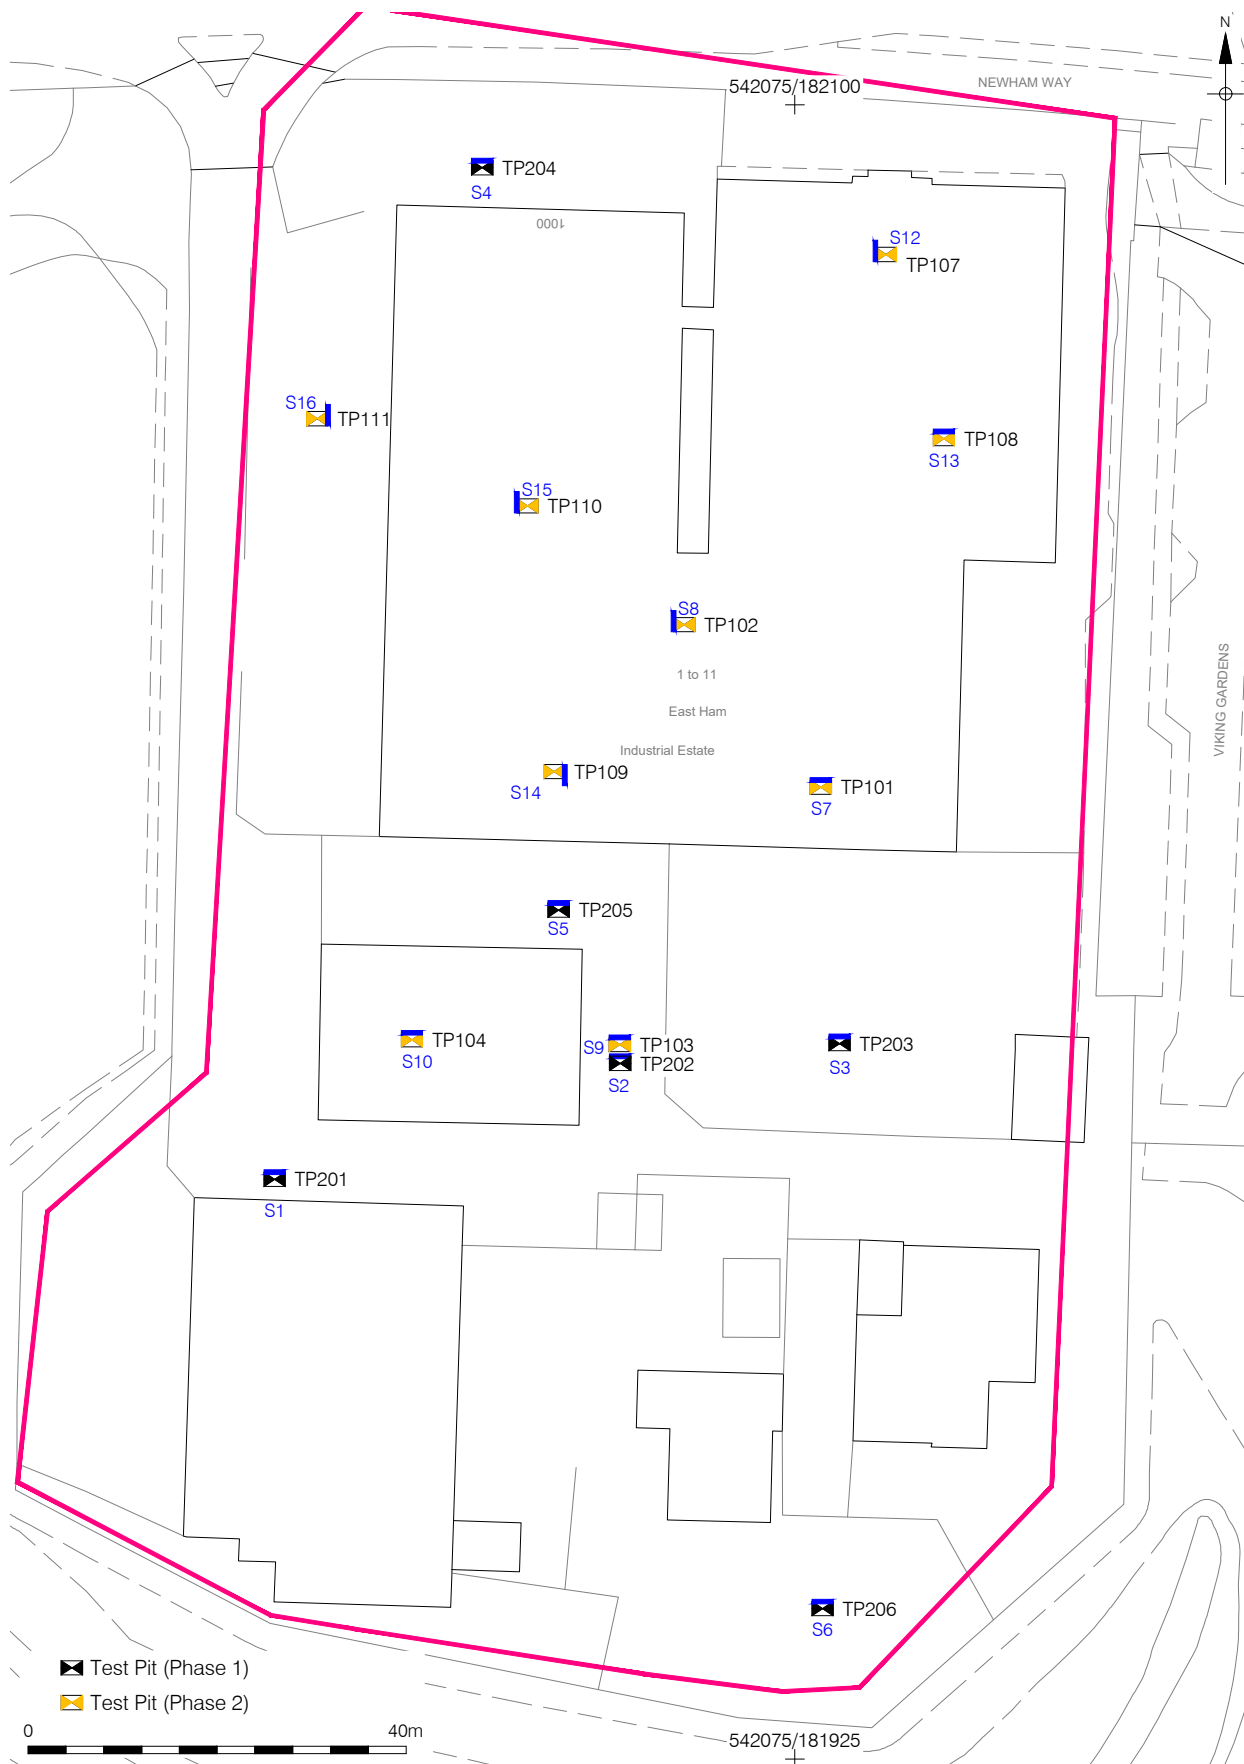 N
NEWHAM WAY
542075/182100
TP204
S4
1000
S12
TP107
S16
TP111
TP108
S13
S15
TP110
S8
TP102
1 to 11
East Ham
Industrial Estate
VIKING GARDENS
TP109
S14
TP101
S7
TP205
S5
TP104
S10
S9
TP103
TP202
S2
TP203
S3
TP201
S1
TP206
S6
Test Pit (Phase 1)
Test Pit (Phase 2)
0
40m
542075/181925